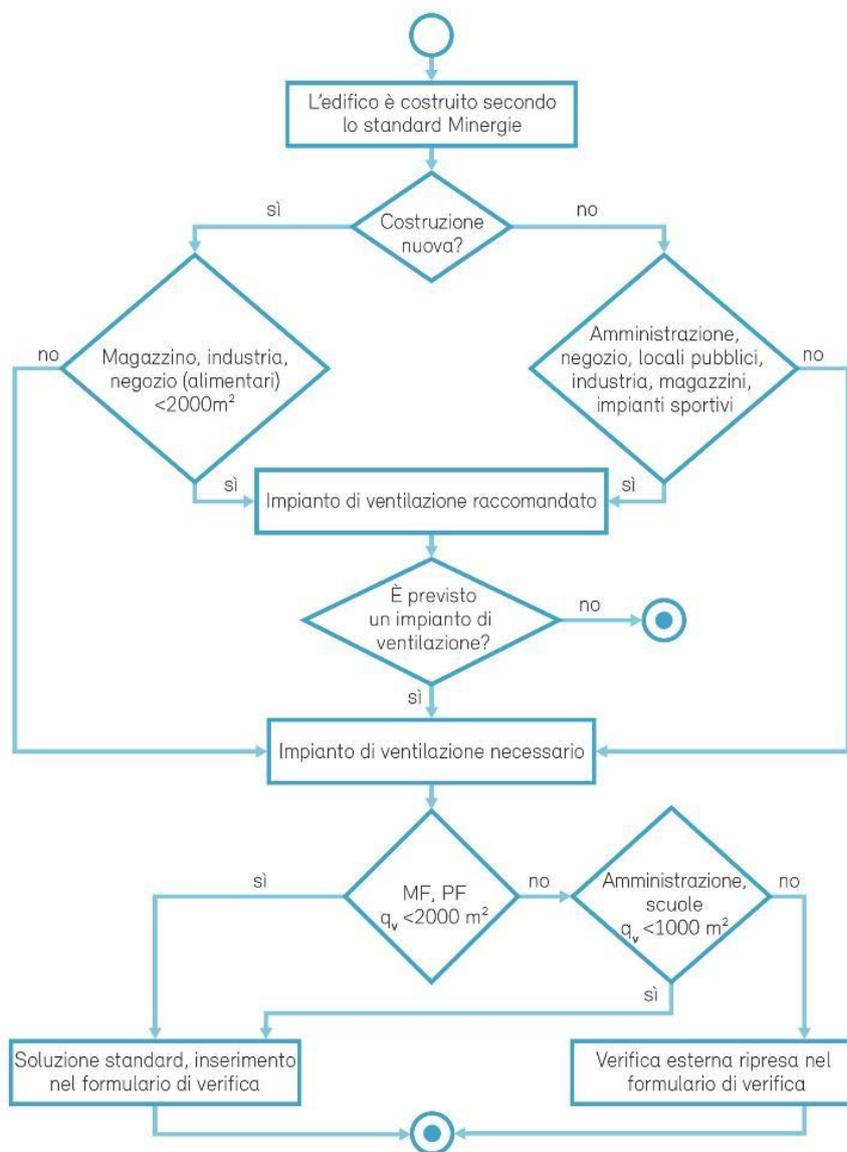 L'edifico è costruito secondo
lo standard Minergie
sì
no
Costruzione
nuova?
no
Magazzino, industria,
negozio (alimentari)
<2000m²
Amministrazione,
negozio, locali pubblici,
industria, magazzini,
impianti sportivi
no
sì
Impianto di ventilazione raccomandato
sì
È previsto
un impianto di
ventilazione?
no
sì
Impianto di ventilazione necessario
sì
MF, PF
qᵥ <2000 m²
no
Amministrazione,
scuole
qᵥ <1000 m²
no
sì
Soluzione standard, inserimento
nel formulario di verifica
Verifica esterna ripresa nel
formulario di verifica